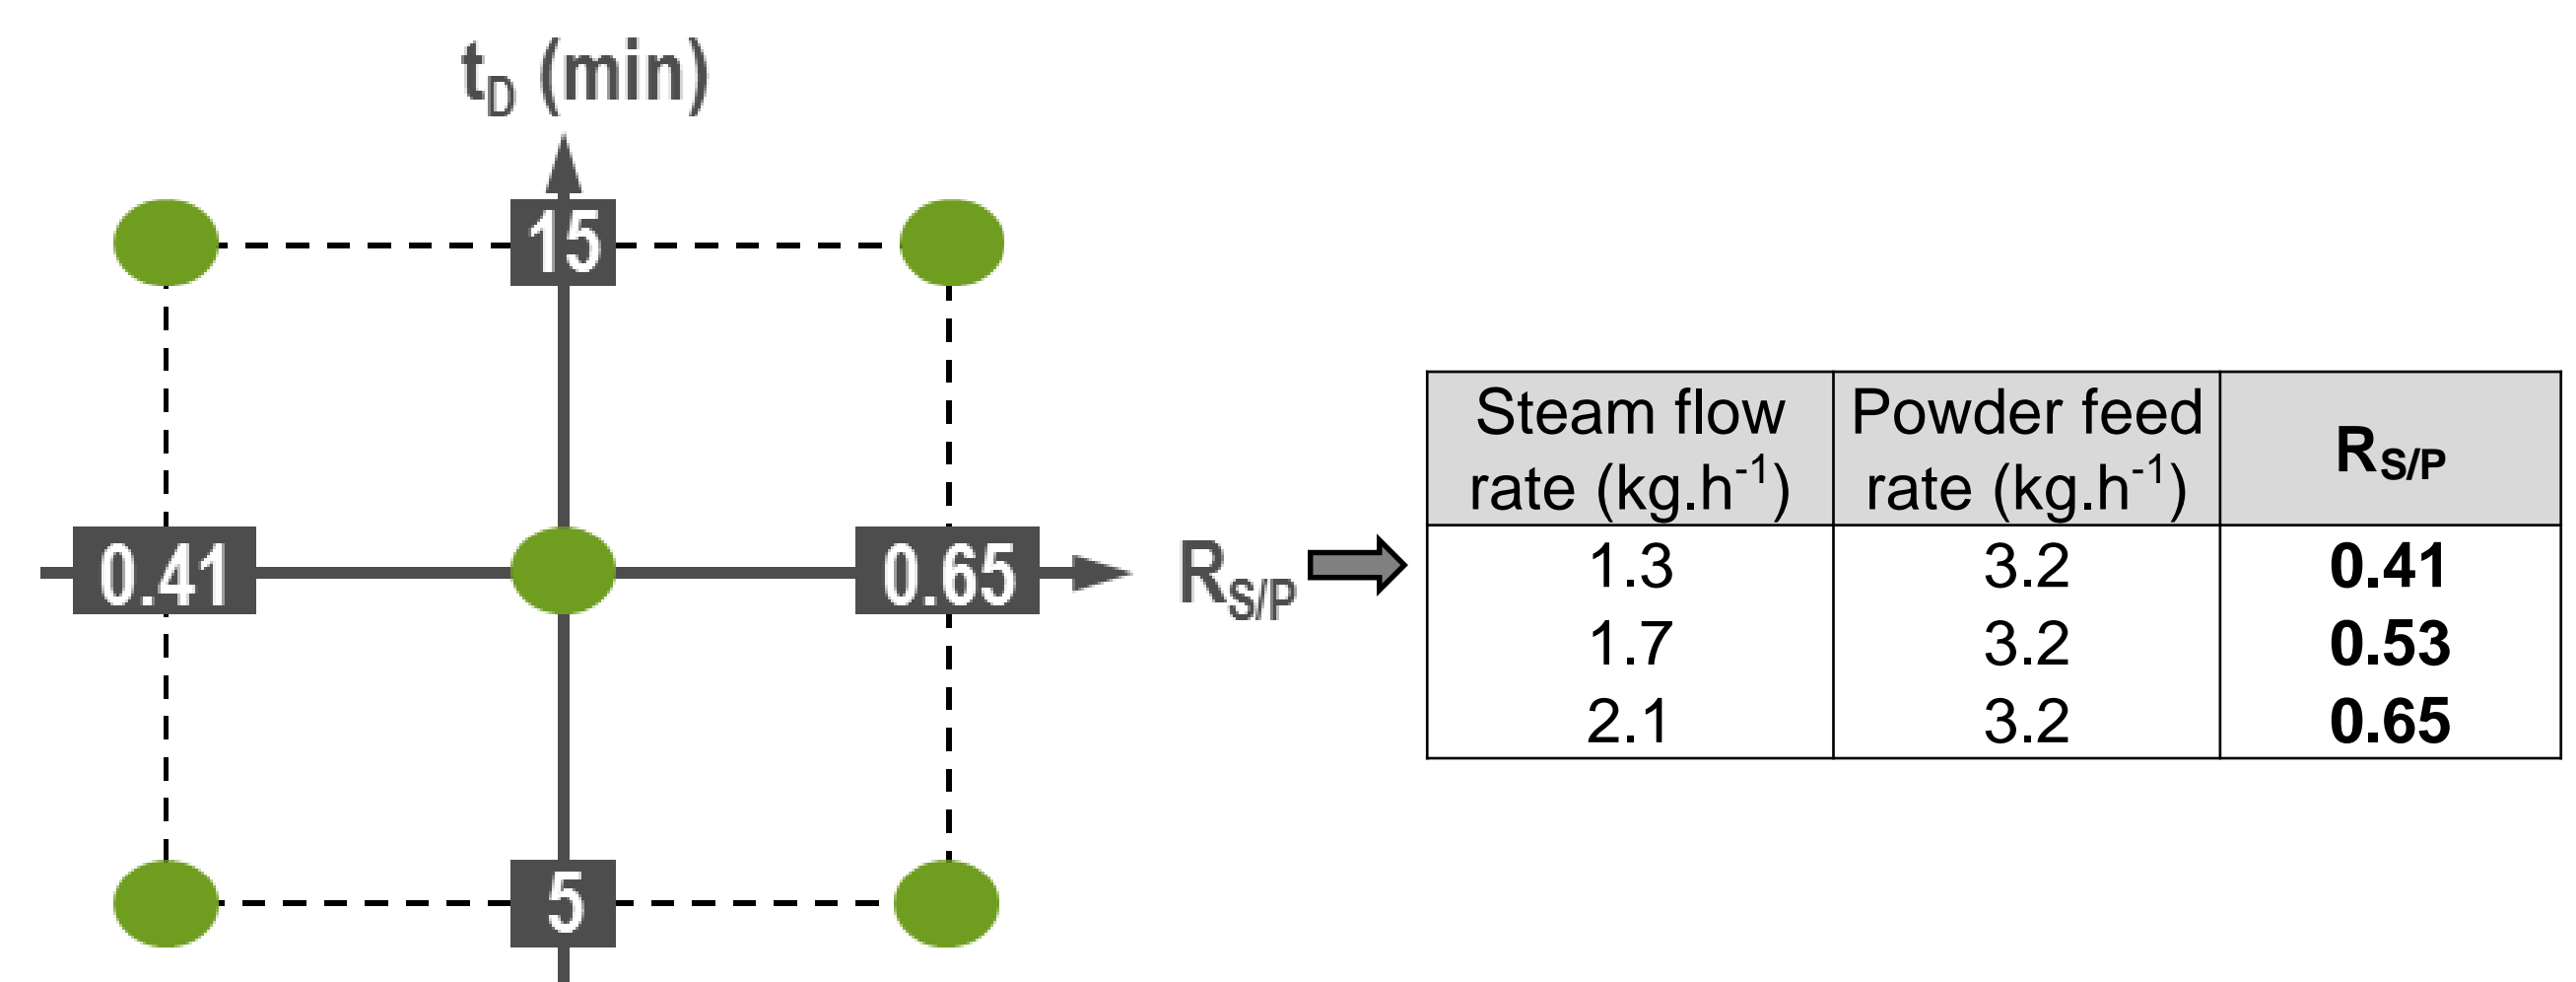 t_D (min)
15
0.41
0.65
R_S/P
5
Steam flow rate (kg.h⁻¹) Powder feed rate (kg.h⁻¹) R_S/P
1.3 3.2 0.41
1.7 3.2 0.53
2.1 3.2 0.65